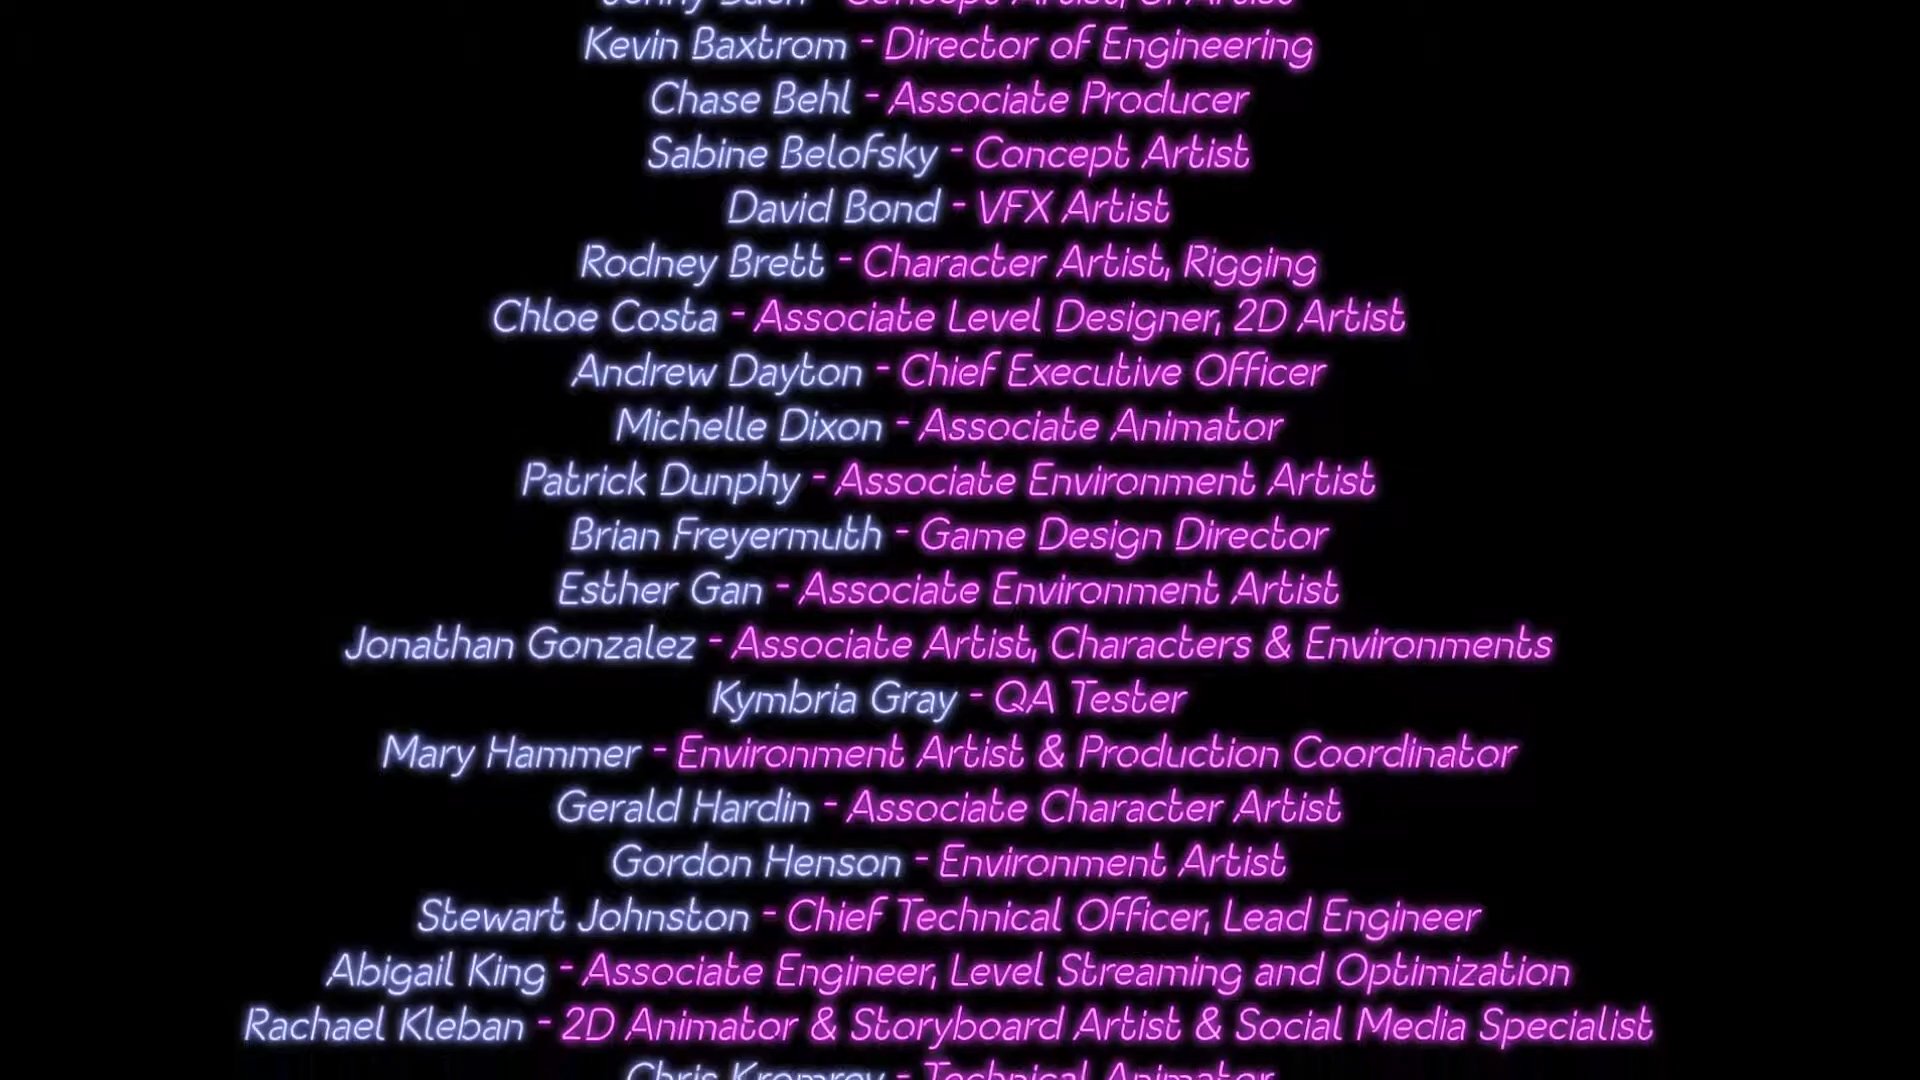 Kevin Baxtrom - Director of Engineering
Chase Behl - Associate Producer
Sabine Belofsky - Concept Artist
David Bond - VFX Artist
Rodney Brett - Character Artist, Rigging
Chloe Costa - Associate Level Designer, 2D Artist
Andrew Dayton - Chief Executive Officer
Michelle Dixon - Associate Animator
Patrick Dunphy - Associate Environment Artist
Brian Freyermuth - Game Design Director
Esther Gan - Associate Environment Artist
Jonathan Gonzalez - Associate Artist, Characters & Environments
Kymbria Gray - QA Tester
Mary Hammer - Environment Artist & Production Coordinator
Gerald Hardin - Associate Character Artist
Gordon Henson - Environment Artist
Stewart Johnston - Chief Technical Officer, Lead Engineer
Abigail King - Associate Engineer, Level Streaming and Optimization
Rachael Kleban - 2D Animator & Storyboard Artist & Social Media Specialist
Chris - Technical Animator